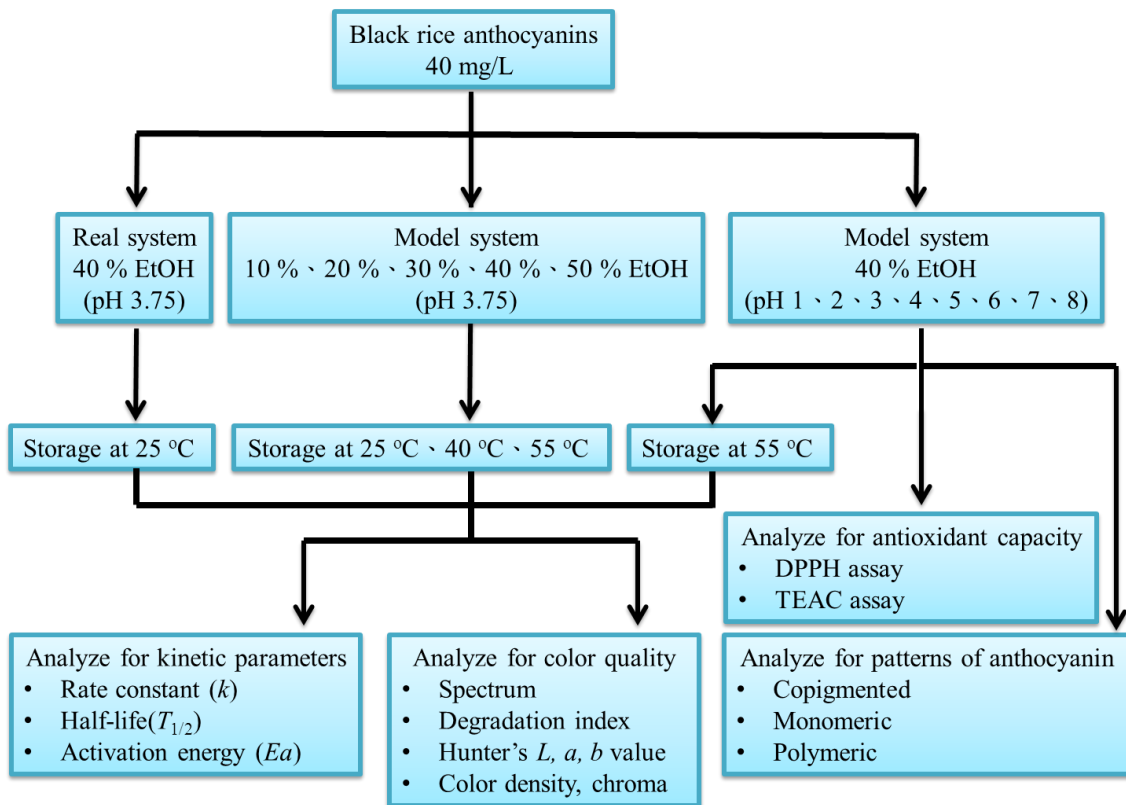 Black rice anthocyanins
40 mg/L
Real system
40 % EtOH
(pH 3.75)
Model system
10 %、20 %、30 %、40 %、50 % EtOH
(pH 3.75)
Model system
40 % EtOH
(pH 1、2、3、4、5、6、7、8)
Storage at 25 °C
Storage at 25 °C、40 °C、55 °C
Storage at 55 °C
Analyze for antioxidant capacity
• DPPH assay
• TEAC assay
Analyze for kinetic parameters
• Rate constant (k)
• Half-life(T1/2)
• Activation energy (Ea)
Analyze for color quality
• Spectrum
• Degradation index
• Hunter's L, a, b value
• Color density, chroma
Analyze for patterns of anthocyanin
• Copigmented
• Monomeric
• Polymeric